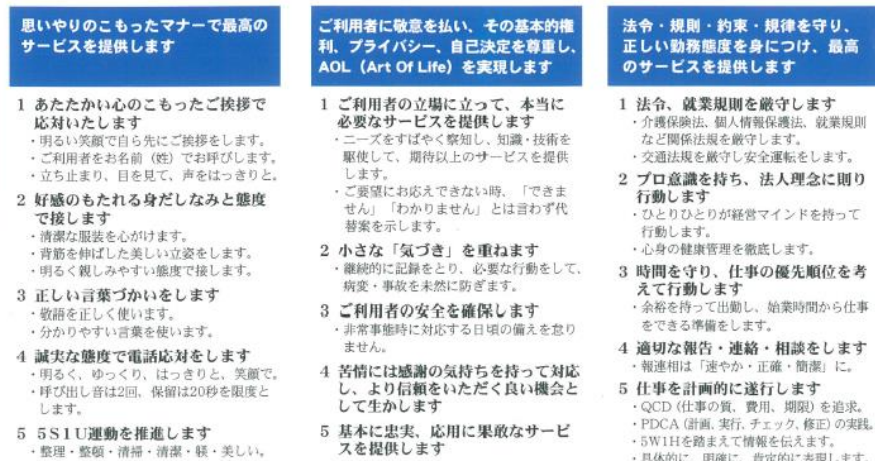 思いやりのこもったマナーで最高の
サービスを提供します
1 あたたかい心のこもったご挨拶で
応対いたします
・明るい笑顔で自ら先にご挨拶をします。
・ご利用者をお名前（姓）でお呼びします。
・立ち止まり、目を見て、声をはっきりと。
2 好感のもたれる身だしなみと態度
で接します
・清潔な服装を心がけます。
・背筋を伸ばした美しい立姿をします。
・明るく親しみやすい態度で接します。
3 正しい言葉づかいをします
・敬語を正しく使います。
・分かりやすい言葉を使います。
4 誠実な態度で電話応対をします
・明るく、ゆっくり、はっきりと、笑顔で。
・呼び出し音は2回、保留は20秒を限度と
します。
5 5S1U運動を推進します
・整理・整頓・清掃・清潔・躾・美しい。
ご利用者に敬意を払い、その基本的権
利、プライバシー、自己決定を尊重し、
AOL（Art Of Life）を実現します
1 ご利用者の立場に立って、本当に
必要なサービスを提供します
・ニーズをすばやく察知し、知識・技術を
駆使して、期待以上のサービスを提供
します。
・ご要望にお応えできない時、「できま
せん」「わかりません」とは言わず代
替案を示します。
2 小さな「気づき」を重ねます
・継続的に記録をとり、必要な行動をして、
病変・事故を未然に防ぎます。
3 ご利用者の安全を確保します
・非常事態時に対応する日頃の備えを怠り
ません。
4 苦情には感謝の気持ちを持って対応
し、より信頼をいただく良い機会と
して生かします
5 基本に忠実、応用に果敢なサービ
スを提供します
法令・規則・約束・規律を守り、
正しい勤務態度を身につけ、最高
のサービスを提供します
1 法令、就業規則を厳守します
・介護保険法、個人情報保護法、就業規則
など関係法規を厳守します。
・交通法規を厳守し安全運転をします。
2 プロ意識を持ち、法人理念に則り
行動します
・ひとりひとりが経営マインドを持って
行動します。
・心身の健康管理を徹底します。
3 時間を守り、仕事の優先順位を考
えて行動します
・余裕を持って出勤し、始業時間から仕事
をできる準備をします。
4 適切な報告・連絡・相談をします
・報連相は「速やか・正確・簡潔」に。
5 仕事を計画的に遂行します
・QCD（仕事の質、費用、期限）を追求。
・PDCA（計画、実行、チェック、修正）の実践。
・5W1Hを踏まえて情報を伝えます。
・具体的に、明確に、肯定的に表現します。